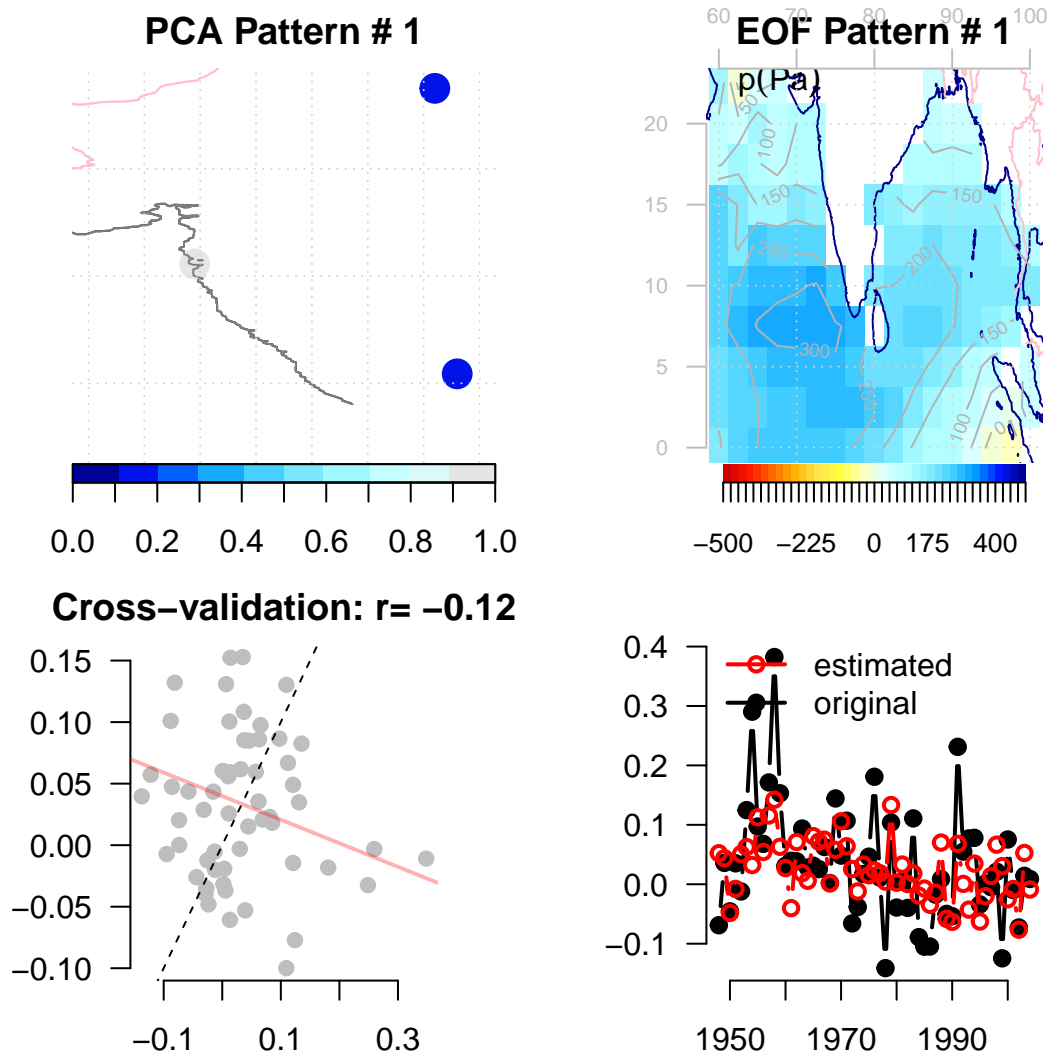 PCA Pattern # 1
0.0 0.2 0.4 0.6 0.8 1.0
60 70 80 90 100
EOF Pattern # 1
p(Pa)
20
15
10
5
0
50
100
150
150
250
200
300
150
250
100
0
−500 −225 0 175 400
Cross−validation: r= −0.12
0.15
0.10
0.05
0.00
−0.05
−0.10
−0.1 0.1 0.3
0.4
0.3
0.2
0.1
0.0
−0.1
estimated
original
1950 1970 1990